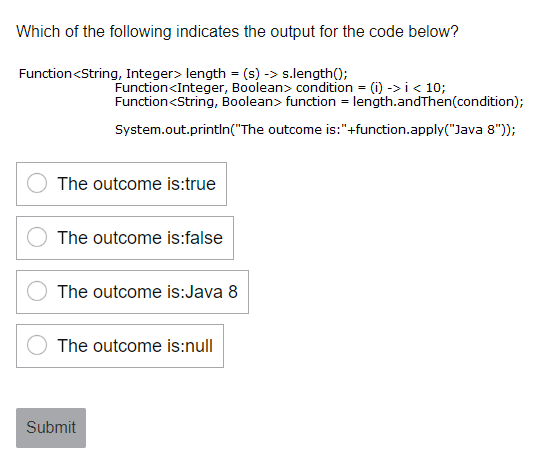 Which of the following indicates the output for the code below?
Function<String, Integer> length = (s) -> s.length();
Function<Integer, Boolean> condition = (i) -> i < 10;
Function<String, Boolean> function = length.andThen(condition);
System.out.println("The outcome is:"+function.apply("Java 8"));
The outcome is:true
The outcome is:false
The outcome is:Java 8
The outcome is:null
Submit